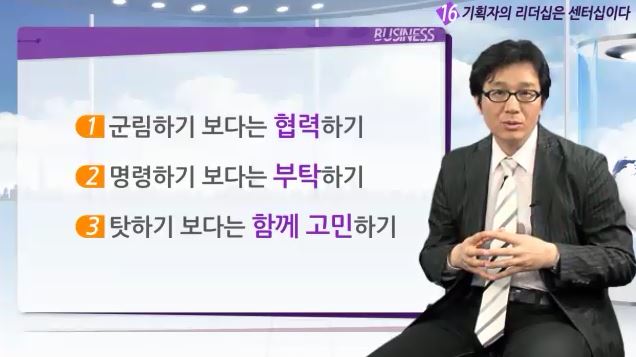 16 기획자의 리더십은 센터십이다
BUSINESS
1 군림하기 보다는 협력하기
2 명령하기 보다는 부탁하기
3 탓하기 보다는 함께 고민하기